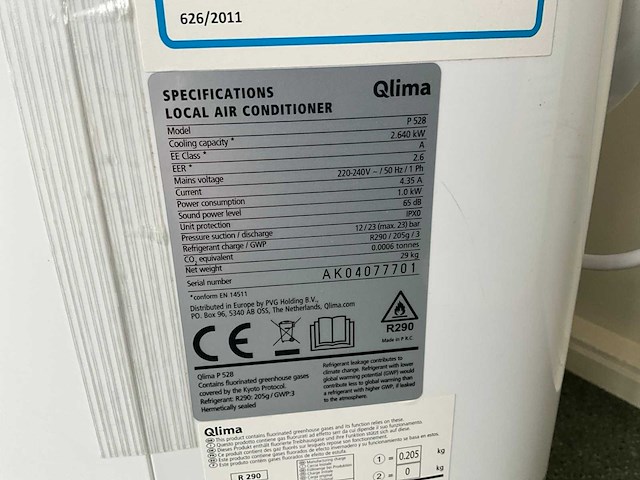 626/2011
SPECIFICATIONS Qlima
LOCAL AIR CONDITIONER
Model P 528
Cooling capacity * 2.640 kW
EE Class * A
EER * 2.6
Mains voltage 220-240V ~ / 50 Hz / 1 Ph
Current 4.35 A
Power consumption 1.0 kW
Sound power level 65 dB
Unit protection IPX0
Pressure suction / discharge 12 / 23 (max. 23) bar
Refrigerant charge / GWP R290 / 205g / 3
CO₂ equivalent 0.0006 tonnes
Net weight 29 kg
Serial number AK04077701
*conform EN 14511
Distributed in Europe by PVG Holding B.V.,
PO. Box 96, 5340 AB OSS, The Netherlands, Qlima.com
CE
R290
Made in P.R.C.
Qlima P 528
Contains fluorinated greenhouse gases
covered by the Kyoto Protocol.
Refrigerant: R290: 205g / GWP:3
Hermetically sealed
Refrigerant leakage contributes to
climate change. Refrigerant with lower
global warming potential (GWP) would
contribute less to global warming than
a refrigerant with higher GWP, if leaked
to the atmosphere.
Qlima
This product contains fluorinated greenhouse gases and its function relies on these.
R 290
1 = 0.205 kg
2 = 0 kg